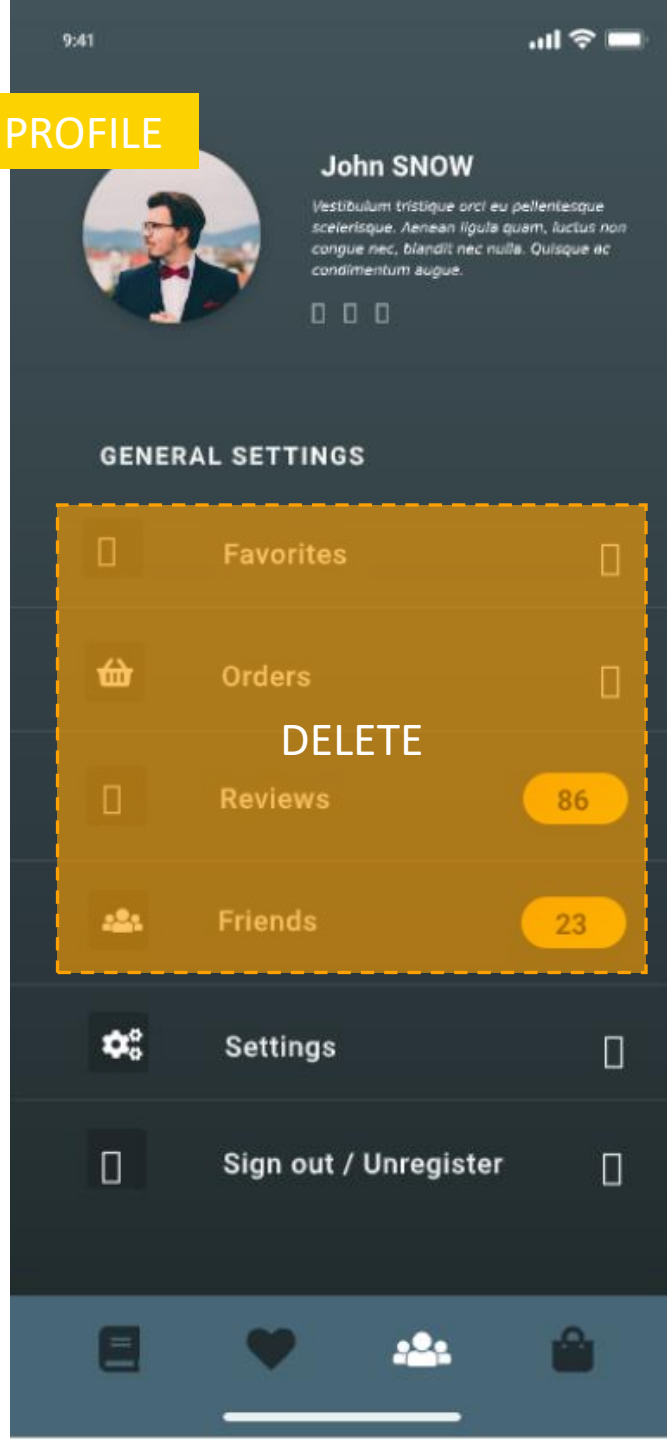 9:41
PROFILE
John SNOW
Vestibulum tristique orci eu pellentesque
scelerisque. Aenean ligula quam, luctus non
congue nec, blandit nec nulla. Quisque ac
condimentum augue.
GENERAL SETTINGS
Favorites
Orders
DELETE
Reviews 86
Friends 23
Settings
Sign out / Unregister